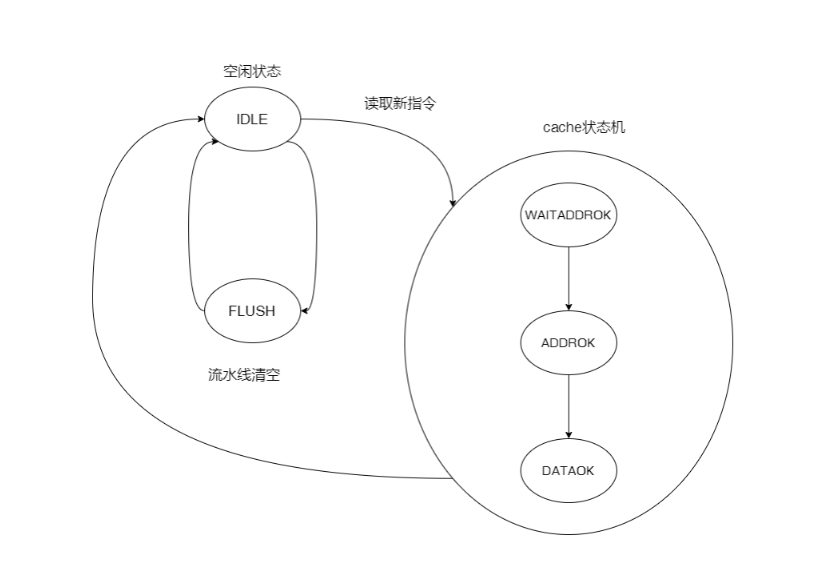 空闲状态
IDLE
读取新指令
cache状态机
WAITADDROK
FLUSH
ADDROK
流水线清空
DATAOK